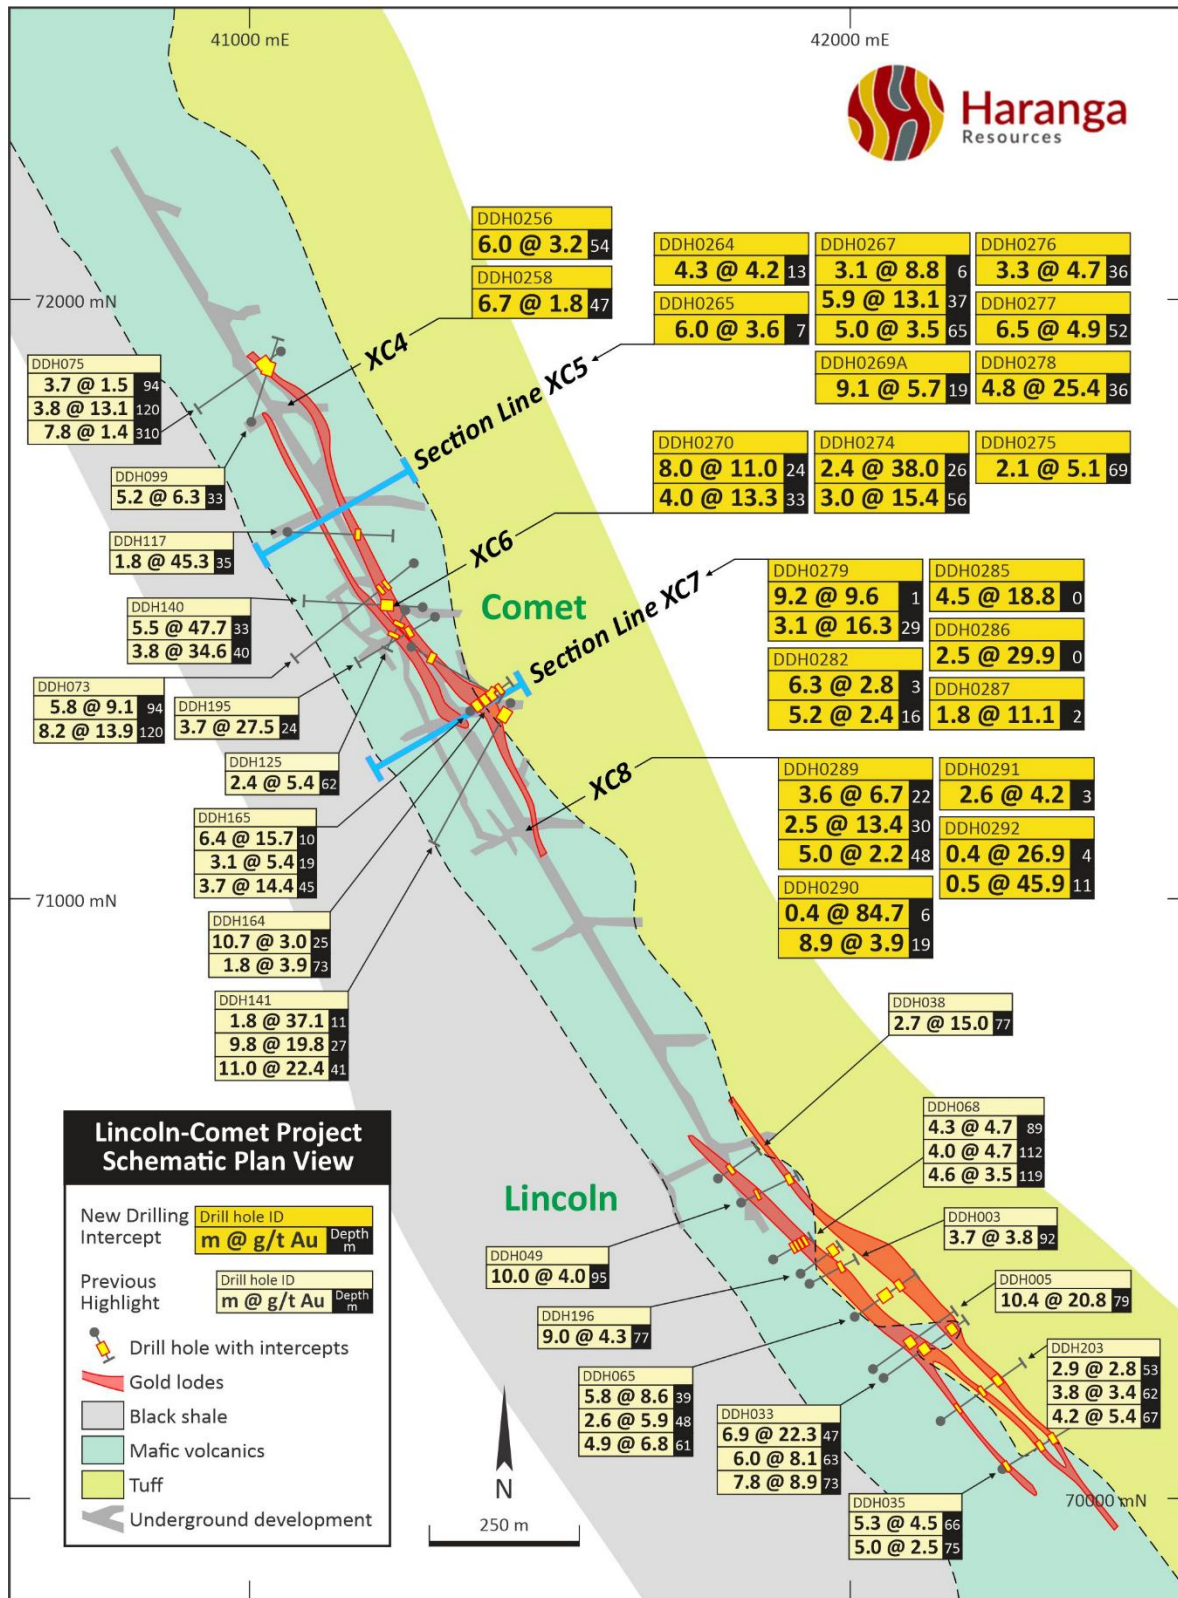 41000 mE
42000 mE
Haranga
Resources
DDH0256
6.0 @ 3.2 54
DDH0258
6.7 @ 1.8 47
DDH0264
4.3 @ 4.2 13
DDH0265
6.0 @ 3.6 7
DDH0267
3.1 @ 8.8 6
5.9 @ 13.1 37
5.0 @ 3.5 65
DDH0269A
9.1 @ 5.7 19
DDH0276
3.3 @ 4.7 36
DDH0277
6.5 @ 4.9 52
DDH0278
4.8 @ 25.4 36
72000 mN
XC4
Section Line XC5
DDH075
3.7 @ 1.5 94
3.8 @ 13.1 120
7.8 @ 1.4 310
DDH099
5.2 @ 6.3 33
DDH0270
8.0 @ 11.0 24
4.0 @ 13.3 33
DDH0274
2.4 @ 38.0 26
3.0 @ 15.4 56
DDH0275
2.1 @ 5.1 69
DDH117
1.8 @ 45.3 35
XC6
Comet
Section Line XC7
DDH140
5.5 @ 47.7 33
3.8 @ 34.6 40
DDH0279
9.2 @ 9.6 1
3.1 @ 16.3 29
DDH0282
6.3 @ 2.8 3
5.2 @ 2.4 16
DDH0285
4.5 @ 18.8 0
DDH0286
2.5 @ 29.9 0
DDH0287
1.8 @ 11.1 2
DDH073
5.8 @ 9.1 94
8.2 @ 13.9 120
DDH195
3.7 @ 27.5 24
DDH125
2.4 @ 5.4 62
XC8
DDH0289
3.6 @ 6.7 22
2.5 @ 13.4 30
5.0 @ 2.2 48
DDH0290
0.4 @ 84.7 6
8.9 @ 3.9 19
DDH0291
2.6 @ 4.2 3
DDH0292
0.4 @ 26.9 4
0.5 @ 45.9 11
DDH165
6.4 @ 15.7 10
3.1 @ 5.4 19
3.7 @ 14.4 45
71000 mN
DDH164
10.7 @ 3.0 25
1.8 @ 3.9 73
DDH141
1.8 @ 37.1 11
9.8 @ 19.8 27
11.0 @ 22.4 41
DDH038
2.7 @ 15.0 77
DDH068
4.3 @ 4.7 89
4.0 @ 4.7 112
4.6 @ 3.5 119
Lincoln
DDH003
3.7 @ 3.8 92
DDH049
10.0 @ 4.0 95
DDH005
10.4 @ 20.8 79
DDH196
9.0 @ 4.3 77
DDH203
2.9 @ 2.8 53
3.8 @ 3.4 62
4.2 @ 5.4 67
DDH065
5.8 @ 8.6 39
2.6 @ 5.9 48
4.9 @ 6.8 61
DDH033
6.9 @ 22.3 47
6.0 @ 8.1 63
7.8 @ 8.9 73
DDH035
5.3 @ 4.5 66
5.0 @ 2.5 75
70000 mN
Lincoln-Comet Project
Schematic Plan View
New Drilling
Intercept
Drill hole ID
m @ g/t Au Depth
m
Previous
Highlight
Drill hole ID
m @ g/t Au Depth
m
Drill hole with intercepts
Gold lodes
Black shale
Mafic volcanics
Tuff
Underground development
N
250 m